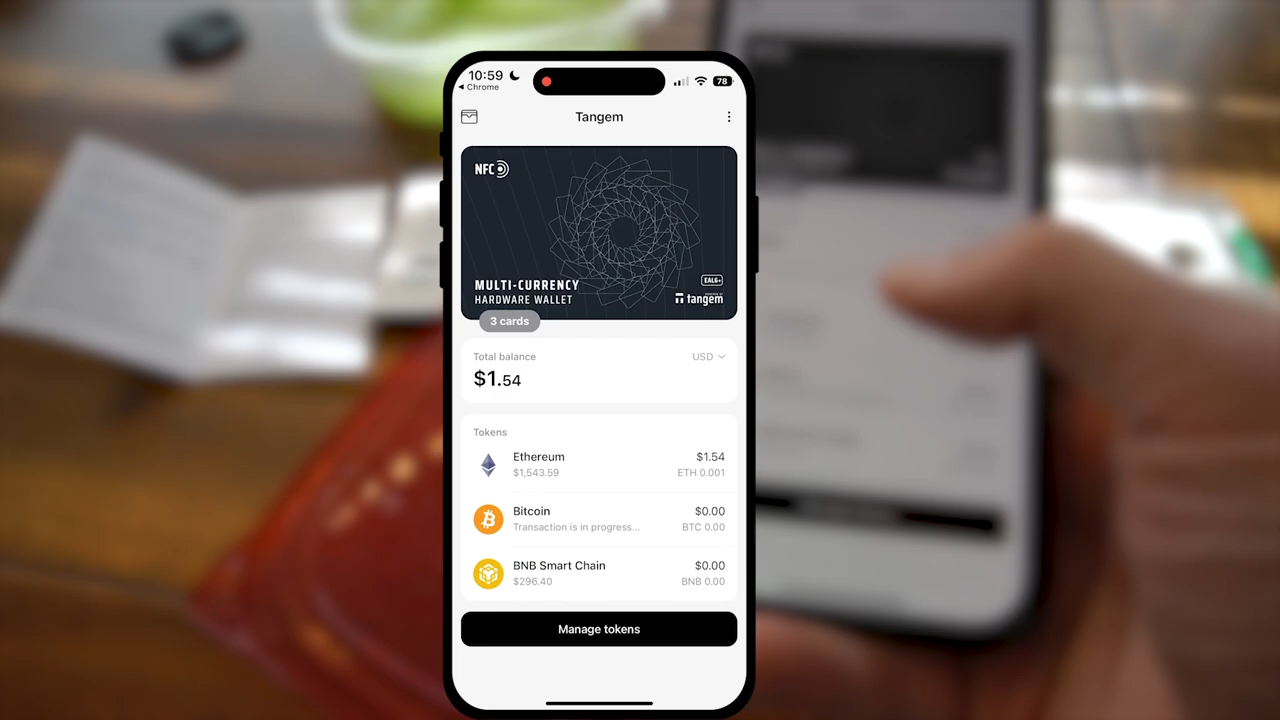 10:59
78
◀ Chrome
Tangem
NFC
EAL6+
MULTI-CURRENCY
HARDWARE WALLET
tangem
3 cards
Total balance
USD
$1.54
Tokens
Ethereum $1.54
$1,543.59 ETH 0.001
Bitcoin $0.00
Transaction is in progress... BTC 0.00
BNB Smart Chain $0.00
$296.40 BNB 0.00
Manage tokens